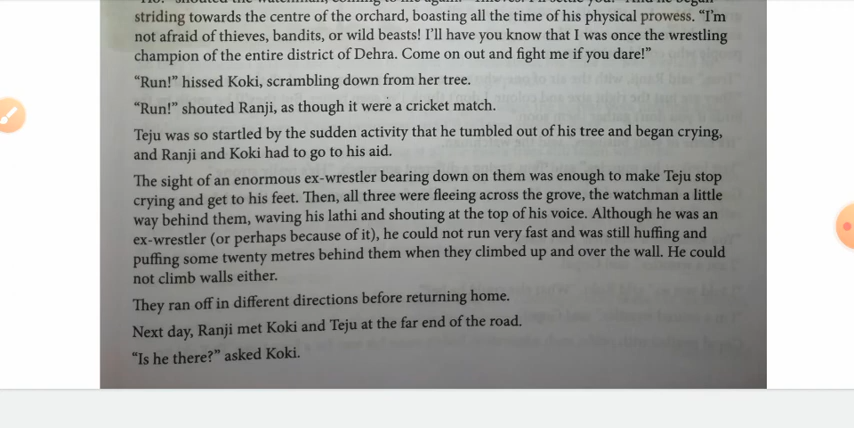 striding towards the centre of the orchard, boasting all the time of his physical prowess. “I’m
not afraid of thieves, bandits, or wild beasts! I’ll have you know that I was once the wrestling
champion of the entire district of Dehra. Come on out and fight me if you dare!”
“Run!” hissed Koki, scrambling down from her tree.
“Run!” shouted Ranji, as though it were a cricket match.
Teju was so startled by the sudden activity that he tumbled out of his tree and began crying,
and Ranji and Koki had to go to his aid.
The sight of an enormous ex-wrestler bearing down on them was enough to make Teju stop
crying and get to his feet. Then, all three were fleeing across the grove, the watchman a little
way behind them, waving his lathi and shouting at the top of his voice. Although he was an
ex-wrestler (or perhaps because of it), he could not run very fast and was still huffing and
puffing some twenty metres behind them when they climbed up and over the wall. He could
not climb walls either.
They ran off in different directions before returning home.
Next day, Ranji met Koki and Teju at the far end of the road.
“Is he there?” asked Koki.